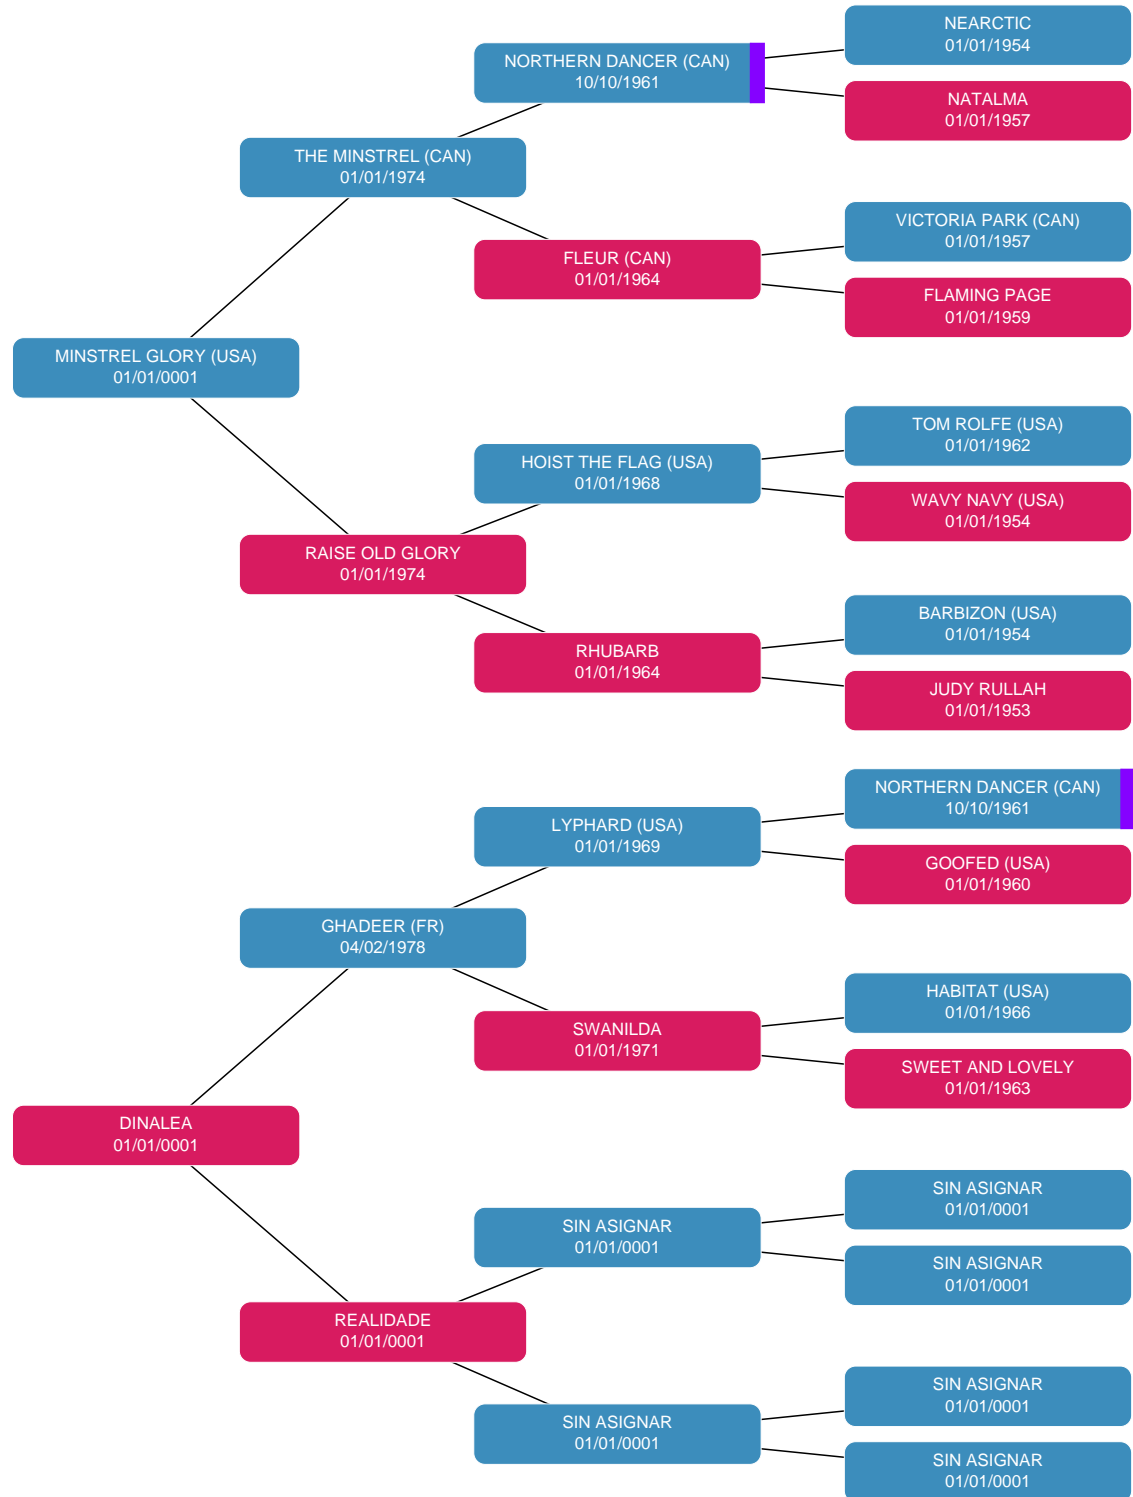 NEARCTIC
01/01/1954
NORTHERN DANCER (CAN)
10/10/1961
NATALMA
01/01/1957
THE MINSTREL (CAN)
01/01/1974
VICTORIA PARK (CAN)
01/01/1957
FLEUR (CAN)
01/01/1964
FLAMING PAGE
01/01/1959
MINSTREL GLORY (USA)
01/01/0001
TOM ROLFE (USA)
01/01/1962
HOIST THE FLAG (USA)
01/01/1968
WAVY NAVY (USA)
01/01/1954
RAISE OLD GLORY
01/01/1974
BARBIZON (USA)
01/01/1954
RHUBARB
01/01/1964
JUDY RULLAH
01/01/1953
NORTHERN DANCER (CAN)
10/10/1961
LYPHARD (USA)
01/01/1969
GOOFED (USA)
01/01/1960
GHADEER (FR)
04/02/1978
HABITAT (USA)
01/01/1966
SWANILDA
01/01/1971
SWEET AND LOVELY
01/01/1963
DINALEA
01/01/0001
SIN ASIGNAR
01/01/0001
SIN ASIGNAR
01/01/0001
SIN ASIGNAR
01/01/0001
REALIDADE
01/01/0001
SIN ASIGNAR
01/01/0001
SIN ASIGNAR
01/01/0001
SIN ASIGNAR
01/01/0001